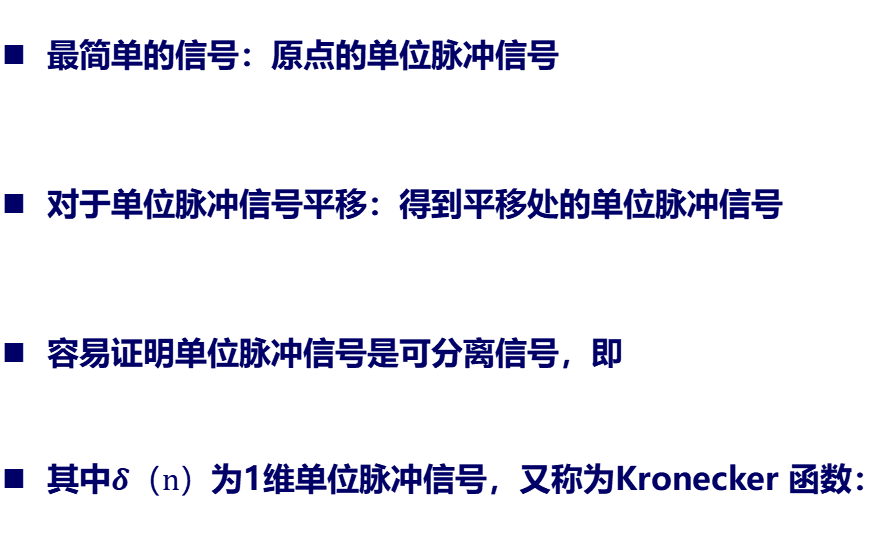 ■ 最简单的信号：原点的单位脉冲信号
■ 对于单位脉冲信号平移：得到平移处的单位脉冲信号
■ 容易证明单位脉冲信号是可分离信号，即
■ 其中δ（n）为1维单位脉冲信号，又称为Kronecker 函数：